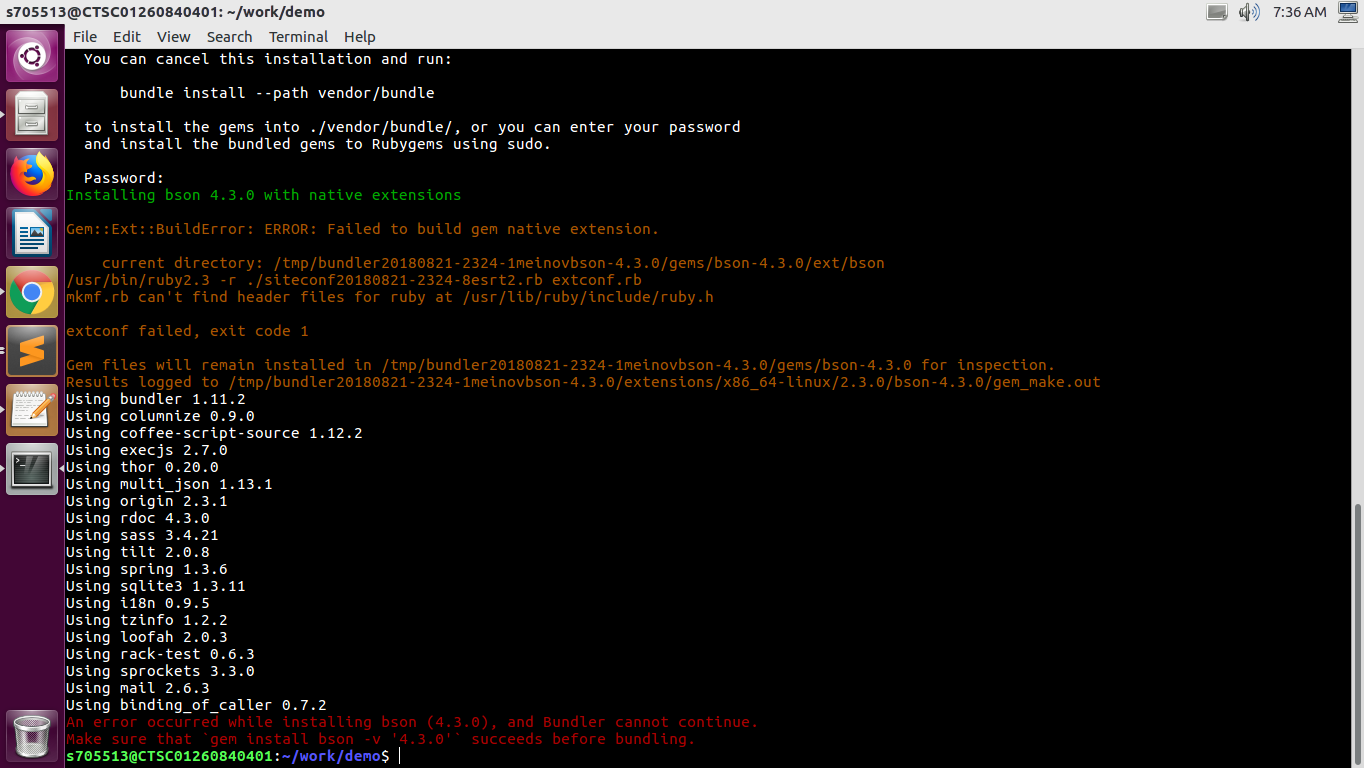 s705513@CTSC01260840401: ~/work/demo
7:36 AM
File Edit View Search Terminal Help
You can cancel this installation and run:
bundle install --path vendor/bundle
to install the gems into ./vendor/bundle/, or you can enter your password
and install the bundled gems to Rubygems using sudo.
Password:
Installing bson 4.3.0 with native extensions
Gem::Ext::BuildError: ERROR: Failed to build gem native extension.
current directory: /tmp/bundler20180821-2324-1meinovbson-4.3.0/gems/bson-4.3.0/ext/bson
/usr/bin/ruby2.3 -r ./siteconf20180821-2324-8esrt2.rb extconf.rb
mkmf.rb can't find header files for ruby at /usr/lib/ruby/include/ruby.h
extconf failed, exit code 1
Gem files will remain installed in /tmp/bundler20180821-2324-1meinovbson-4.3.0/gems/bson-4.3.0 for inspection.
Results logged to /tmp/bundler20180821-2324-1meinovbson-4.3.0/extensions/x86_64-linux/2.3.0/bson-4.3.0/gem_make.out
Using bundler 1.11.2
Using columnize 0.9.0
Using coffee-script-source 1.12.2
Using execjs 2.7.0
Using thor 0.20.0
Using multi_json 1.13.1
Using origin 2.3.1
Using rdoc 4.3.0
Using sass 3.4.21
Using tilt 2.0.8
Using spring 1.3.6
Using sqlite3 1.3.11
Using i18n 0.9.5
Using tzinfo 1.2.2
Using loofah 2.0.3
Using rack-test 0.6.3
Using sprockets 3.3.0
Using mail 2.6.3
Using binding_of_caller 0.7.2
An error occurred while installing bson (4.3.0), and Bundler cannot continue.
Make sure that `gem install bson -v '4.3.0'` succeeds before bundling.
s705513@CTSC01260840401:~/work/demo$